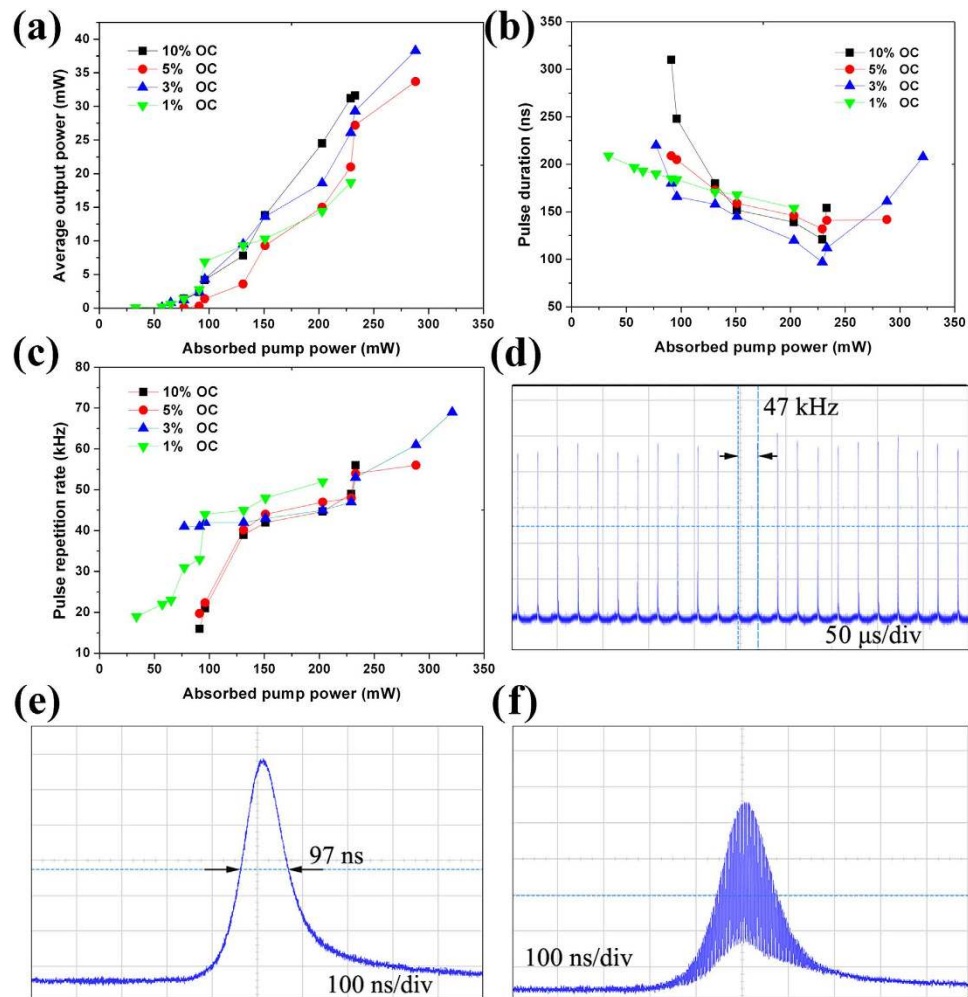 (a)
10% OC
5% OC
3% OC
1% OC
Average output power (mW)
40
35
30
25
20
15
10
5
0
0 50 100 150 200 250 300 350
Absorbed pump power (mW)
(b)
10% OC
5% OC
3% OC
1% OC
Pulse duration (ns)
350
300
250
200
150
100
50
0 50 100 150 200 250 300 350
Absorbed pump power (mW)
(c)
10% OC
5% OC
3% OC
1% OC
Pulse repetition rate (kHz)
80
70
60
50
40
30
20
10
0 50 100 150 200 250 300 350
Absorbed pump power (mW)
(d)
47 kHz
50 μs/div
(e)
97 ns
100 ns/div
(f)
100 ns/div